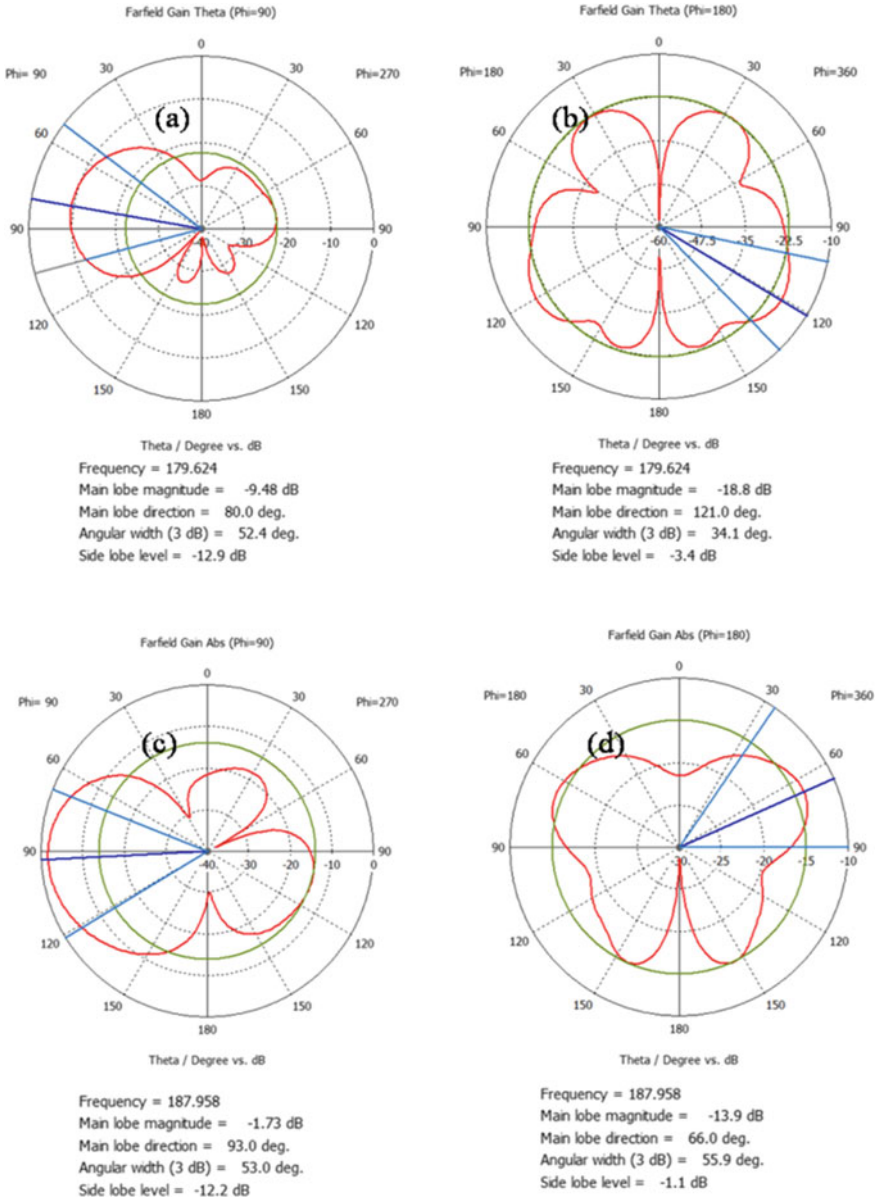 Farfield Gain Theta (Phi=90)
0
Phi= 90 30 30 Phi=270
(a)
60 60
90 -40 -30 -20 -10 0 90
120 120
150 150
180
Theta / Degree vs. dB
Frequency = 179.624
Main lobe magnitude = -9.48 dB
Main lobe direction = 80.0 deg.
Angular width (3 dB) = 52.4 deg.
Side lobe level = -12.9 dB
Farfield Gain Theta (Phi=180)
0
Phi=180 30 30 Phi=360
(b)
60 60
90 -60 -47.5 -35 -22.5 -10 90
120 120
150 150
180
Theta / Degree vs. dB
Frequency = 179.624
Main lobe magnitude = -18.8 dB
Main lobe direction = 121.0 deg.
Angular width (3 dB) = 34.1 deg.
Side lobe level = -3.4 dB
Farfield Gain Abs (Phi=90)
0
Phi= 90 30 30 Phi=270
(c)
60 60
90 -40 -30 -20 -10 0 90
120 120
150 150
180
Theta / Degree vs. dB
Frequency = 187.958
Main lobe magnitude = -1.73 dB
Main lobe direction = 93.0 deg.
Angular width (3 dB) = 53.0 deg.
Side lobe level = -12.2 dB
Farfield Gain Abs (Phi=180)
0
Phi=180 30 30 Phi=360
(d)
60 60
90 -30 -25 -20 -15 -10 90
120 120
150 150
180
Theta / Degree vs. dB
Frequency = 187.958
Main lobe magnitude = -13.9 dB
Main lobe direction = 66.0 deg.
Angular width (3 dB) = 55.9 deg.
Side lobe level = -1.1 dB